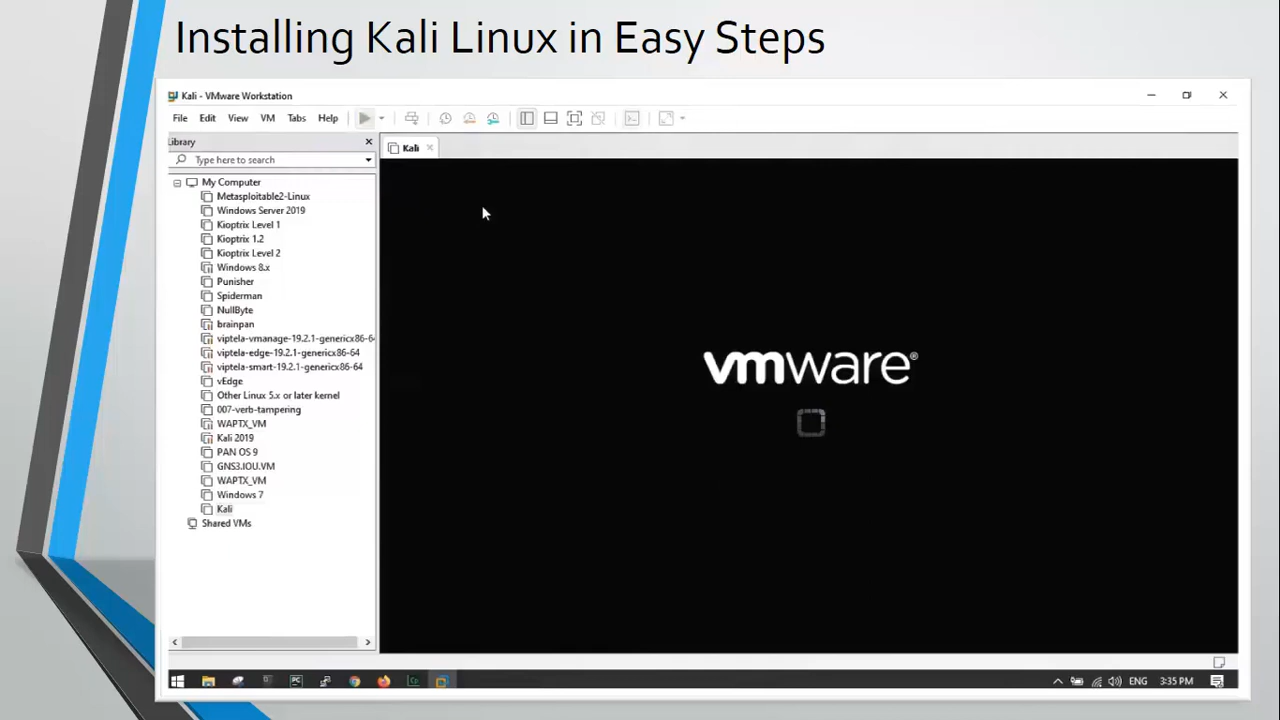 Installing Kali Linux in Easy Steps
Kali - VMware Workstation
File Edit View VM Tabs Help
Library
Type here to search
Kali
My Computer
Metasploitable2-Linux
Windows Server 2019
Kioptrix Level 1
Kioptrix 1.2
Kioptrix Level 2
Windows 8.x
Punisher
Spiderman
NullByte
brainpan
viptela-vmanage-19.2.1-genericx86-64
viptela-edge-19.2.1-genericx86-64
viptela-smart-19.2.1-genericx86-64
vEdge
Other Linux 5.x or later kernel
007-verb-tampering
WAPTX_VM
Kali 2019
PAN OS 9
GNS3.IOU.VM
WAPTX_VM
Windows 7
Kali
Shared VMs
vmware®
PC
Cp
ENG 3:35 PM